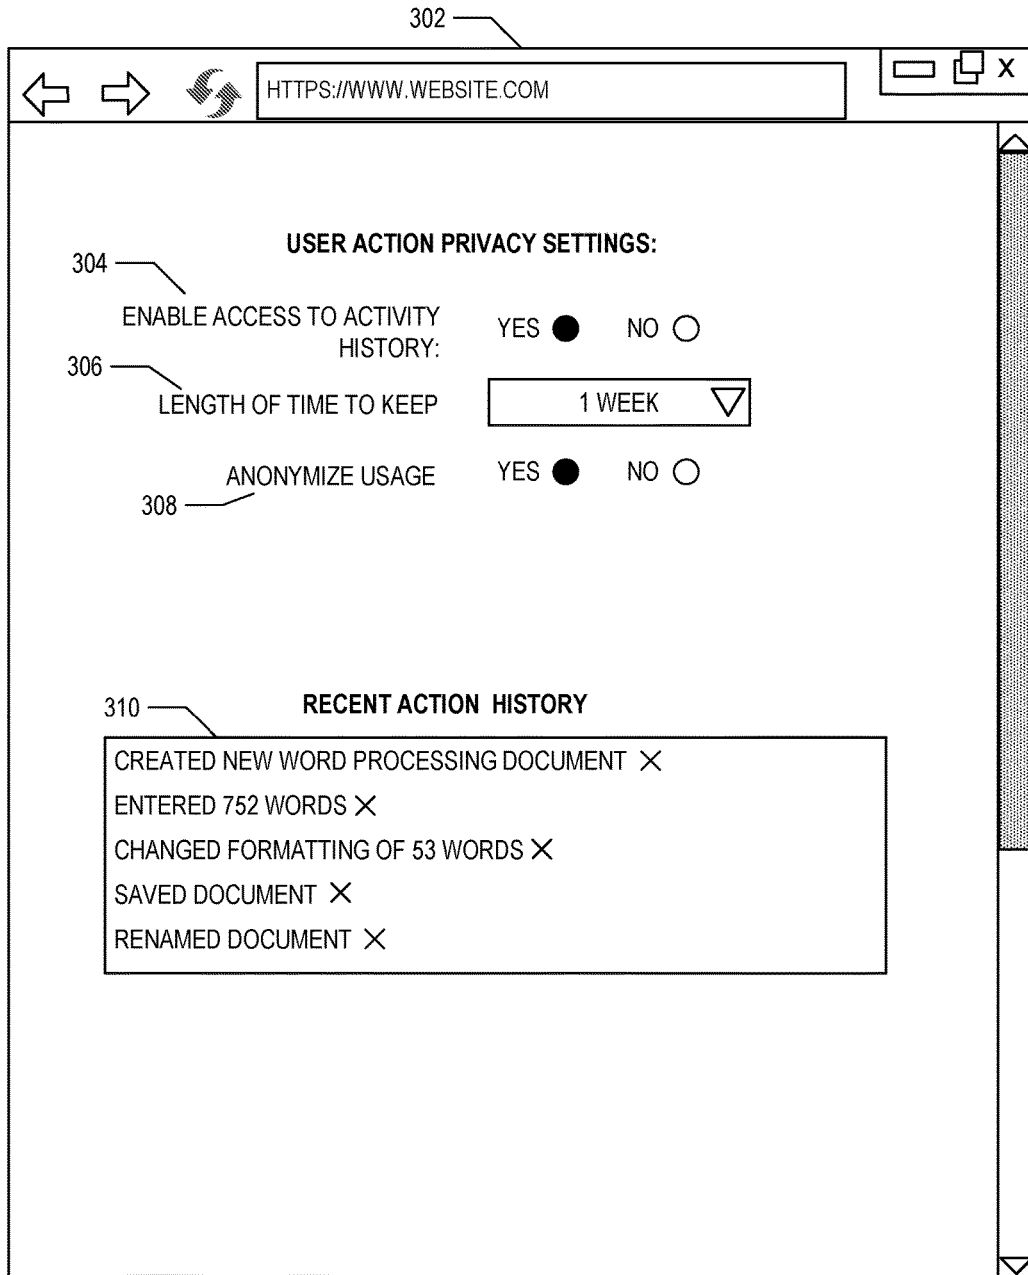 302
HTTPS://WWW.WEBSITE.COM
X
USER ACTION PRIVACY SETTINGS:
304
ENABLE ACCESS TO ACTIVITY
HISTORY:
YES NO
306
LENGTH OF TIME TO KEEP
1 WEEK
ANONYMIZE USAGE
YES NO
308
310
RECENT ACTION HISTORY
CREATED NEW WORD PROCESSING DOCUMENT X
ENTERED 752 WORDS X
CHANGED FORMATTING OF 53 WORDS X
SAVED DOCUMENT X
RENAMED DOCUMENT X